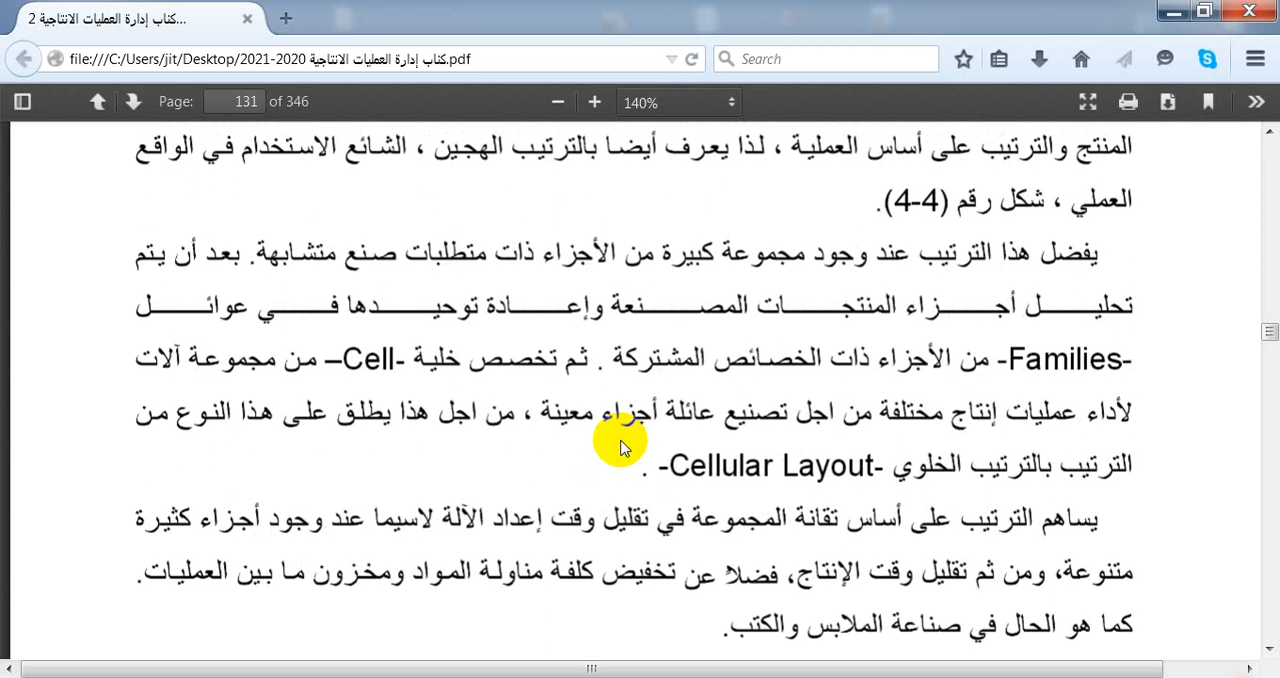 كتاب إدارة العمليات الانتاجية 2...
file:///C:/Users/jit/Desktop/2021-2020 كتاب إدارة العمليات الانتاجية.pdf
Search
Page: 131 of 346
140%
المنتج والترتيب على أساس العملية ، لذا يعرف أيضا بالترتيب الهجين ، الشائع الاستخدام في الواقع
العملي ، شكل رقم (4-4).
يفضل هذا الترتيب عند وجود مجموعة كبيرة من الأجزاء ذات متطلبات صنع متشابهة. بعد أن يتم
تحليل أجزاء المنتجات المصنعة وإعادة توحيدها في عوائل
-Families- من الأجزاء ذات الخصائص المشتركة . ثم تخصص خلية -Cell– من مجموعة آلات
لأداء عمليات إنتاج مختلفة من اجل تصنيع عائلة أجزاء معينة ، من اجل هذا يطلق على هذا النوع من
الترتيب بالترتيب الخلوي -Cellular Layout- .
يساهم الترتيب على أساس تقانة المجموعة في تقليل وقت إعداد الآلة لاسيما عند وجود أجزاء كثيرة
متنوعة، ومن ثم تقليل وقت الإنتاج، فضلا عن تخفيض كلفة مناولة المواد ومخزون ما بين العمليات.
كما هو الحال في صناعة الملابس والكتب.